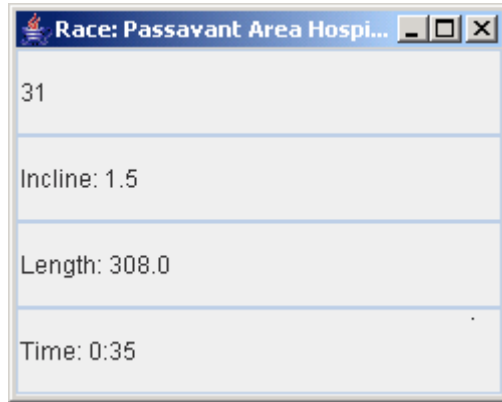 Race: Passavant Area Hospi...
31
Incline: 1.5
Length: 308.0
Time: 0:35